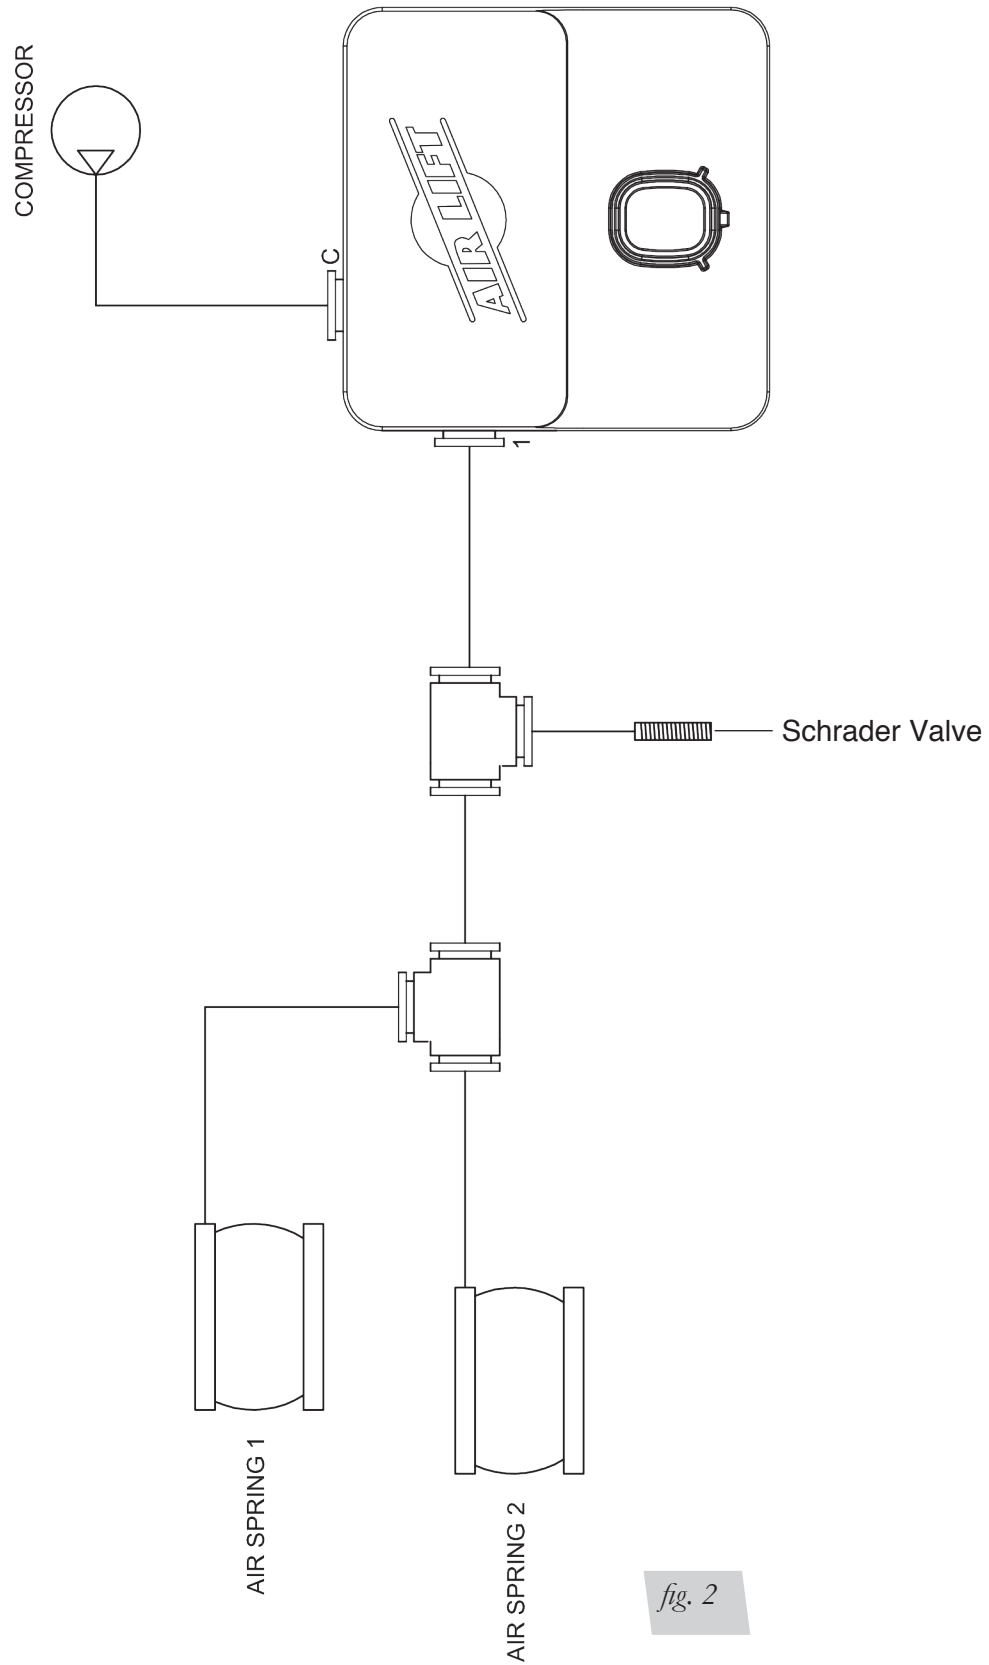 COMPRESSOR
C
AIR LIFT
1
Schrader Valve
AIR SPRING 1
AIR SPRING 2
fig. 2